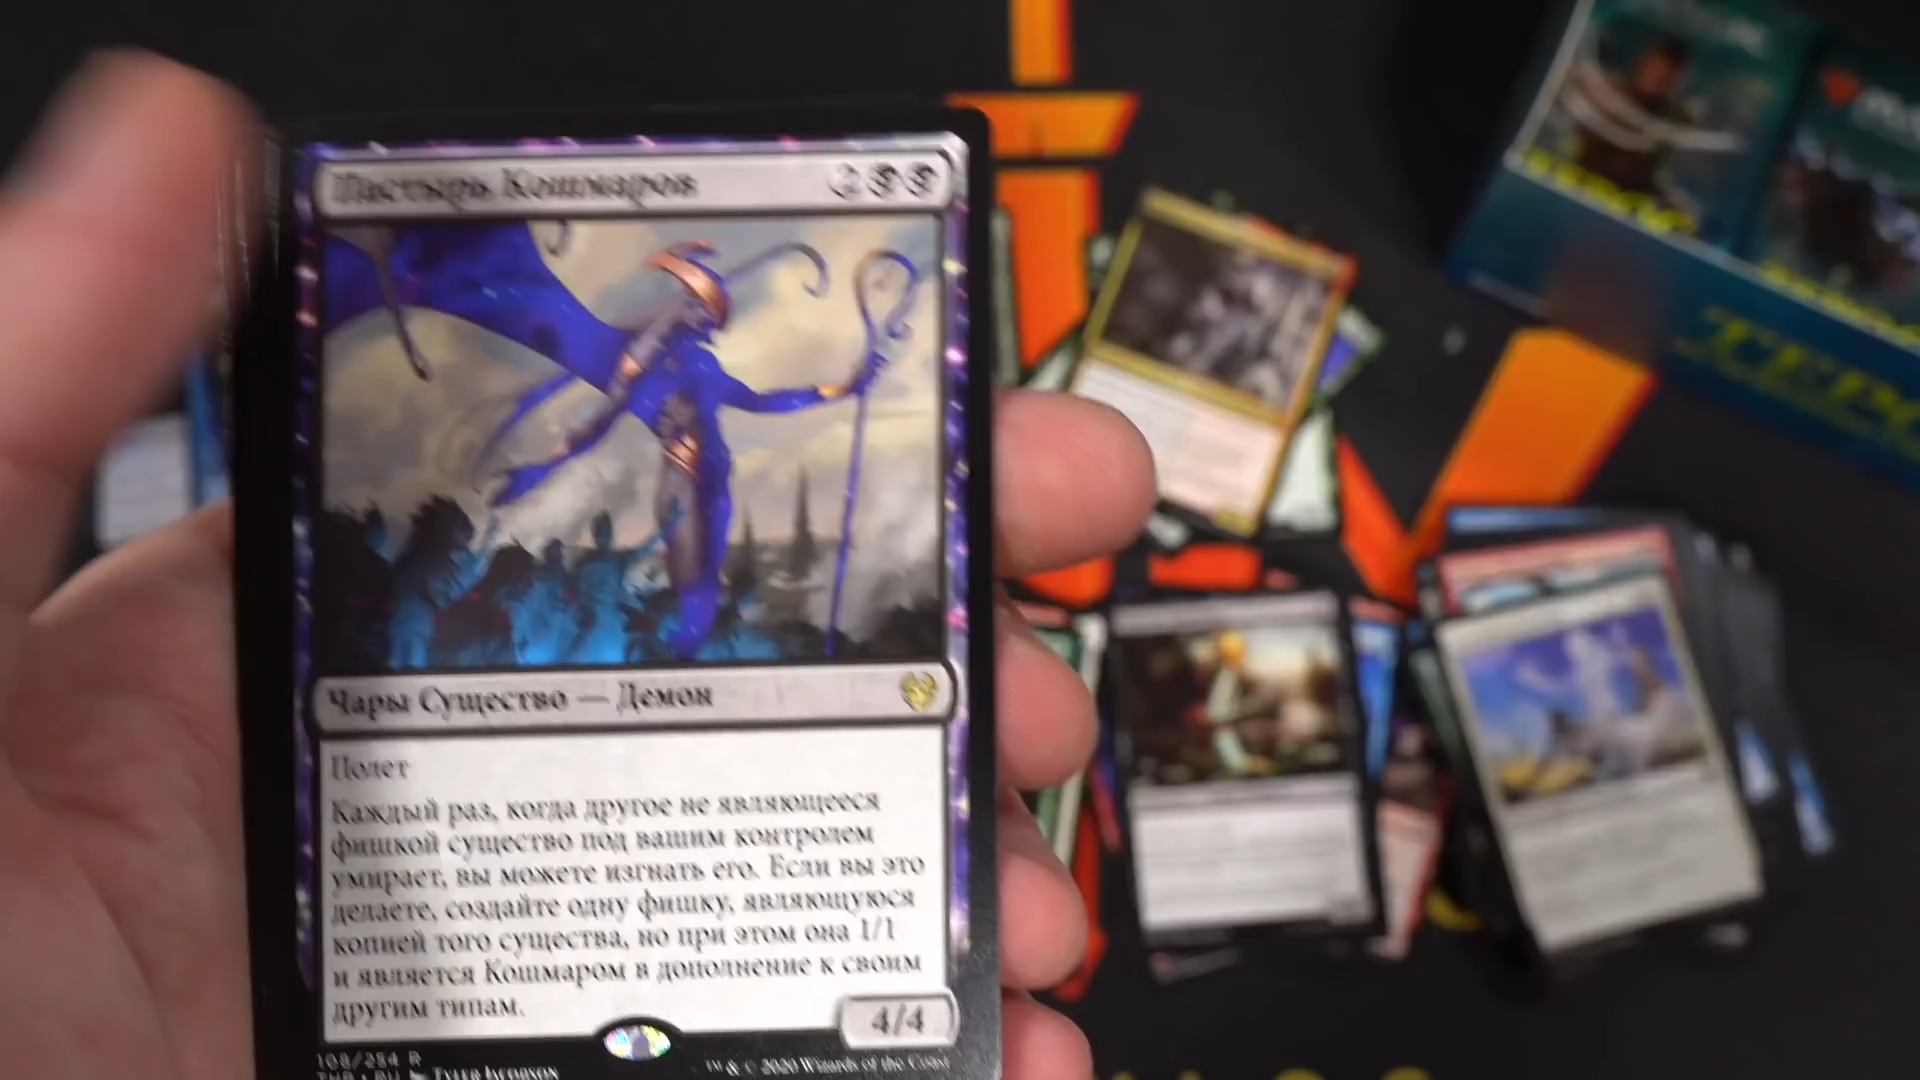 Пастырь Кошмаров
Чары Существо — Демон
Полет
Каждый раз, когда другое не являющееся
фишкой существо под вашим контролем
умирает, вы можете изгнать его. Если вы это
делаете, создайте одну фишку, являющуюся
копией того существа, но при этом она 1/1
и является Кошмаром в дополнение к своим
другим типам.
4/4
108/254 R
THB • RU Tyler Jacobson
™ & © 2020 Wizards of the Coast